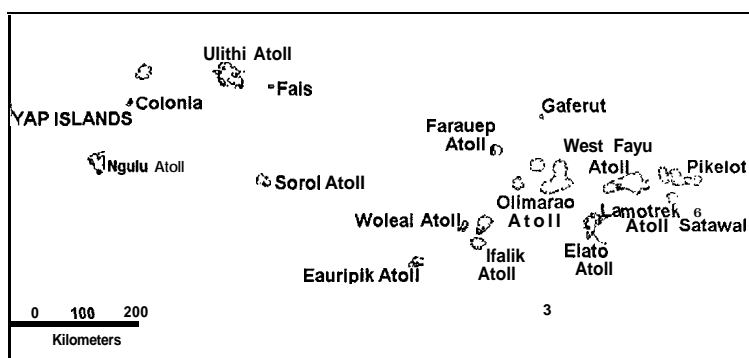 Ulithi Atoll
Fais
Colonia
YAP ISLANDS
Gaferut
Farauep
Atoll
West Fayu
Atoll
Pikelot
Ngulu Atoll
Sorol Atoll
Olimarao
Atoll
Lamotrek 6
Atoll
Satawal
Woleai Atoll
Ifalik
Atoll
Elato
Atoll
Eauripik Atoll
0 100 200
Kilometers
3